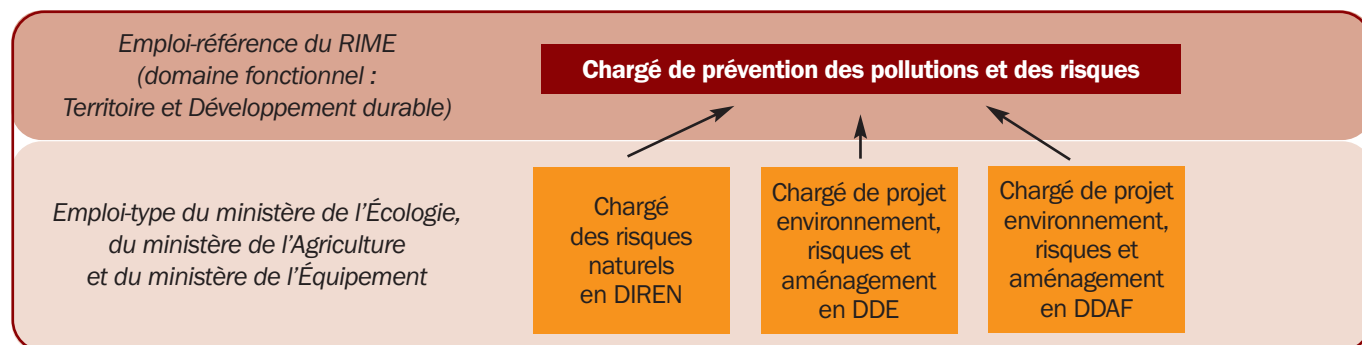 Emploi-référence du RIME
(domaine fonctionnel :
Territoire et Développement durable)
Chargé de prévention des pollutions et des risques
Emploi-type du ministère de l’Écologie,
du ministère de l’Agriculture
et du ministère de l’Équipement
Chargé
des risques
naturels
en DIREN
Chargé de projet
environnement,
risques et
aménagement
en DDE
Chargé de projet
environnement,
risques et
aménagement
en DDAF